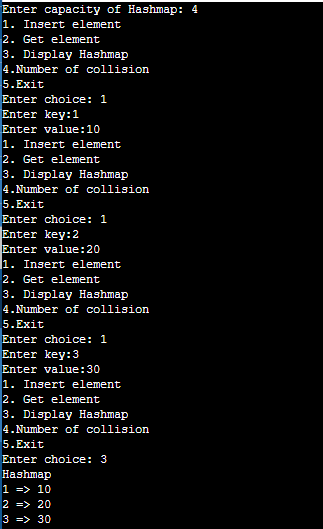 Enter capacity of Hashmap: 4
1. Insert element
2. Get element
3. Display Hashmap
4.Number of collision
5.Exit
Enter choice: 1
Enter key:1
Enter value:10
1. Insert element
2. Get element
3. Display Hashmap
4.Number of collision
5.Exit
Enter choice: 1
Enter key:2
Enter value:20
1. Insert element
2. Get element
3. Display Hashmap
4.Number of collision
5.Exit
Enter choice: 1
Enter key:3
Enter value:30
1. Insert element
2. Get element
3. Display Hashmap
4.Number of collision
5.Exit
Enter choice: 3
Hashmap
1 => 10
2 => 20
3 => 30